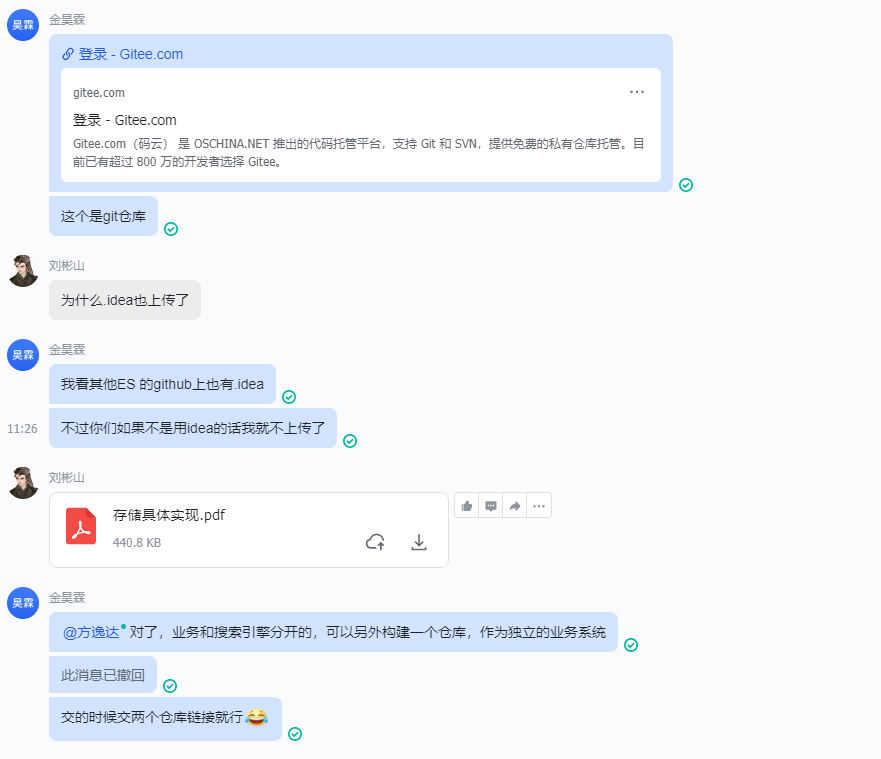 昊霖
金昊霖
登录 - Gitee.com
gitee.com
登录 - Gitee.com
Gitee.com（码云） 是 OSCHINA.NET 推出的代码托管平台，支持 Git 和 SVN，提供免费的私有仓库托管。目
前已有超过 800 万的开发者选择 Gitee。
这个是git仓库
刘彬山
为什么.idea也上传了
昊霖
金昊霖
我看其他ES 的github上也有.idea
11:26
不过你们如果不是用idea的话我就不上传了
刘彬山
存储具体实现.pdf
440.8 KB
昊霖
金昊霖
@方逸达 对了，业务和搜索引擎分开的，可以另外构建一个仓库，作为独立的业务系统
此消息已撤回
交的时候交两个仓库链接就行😂